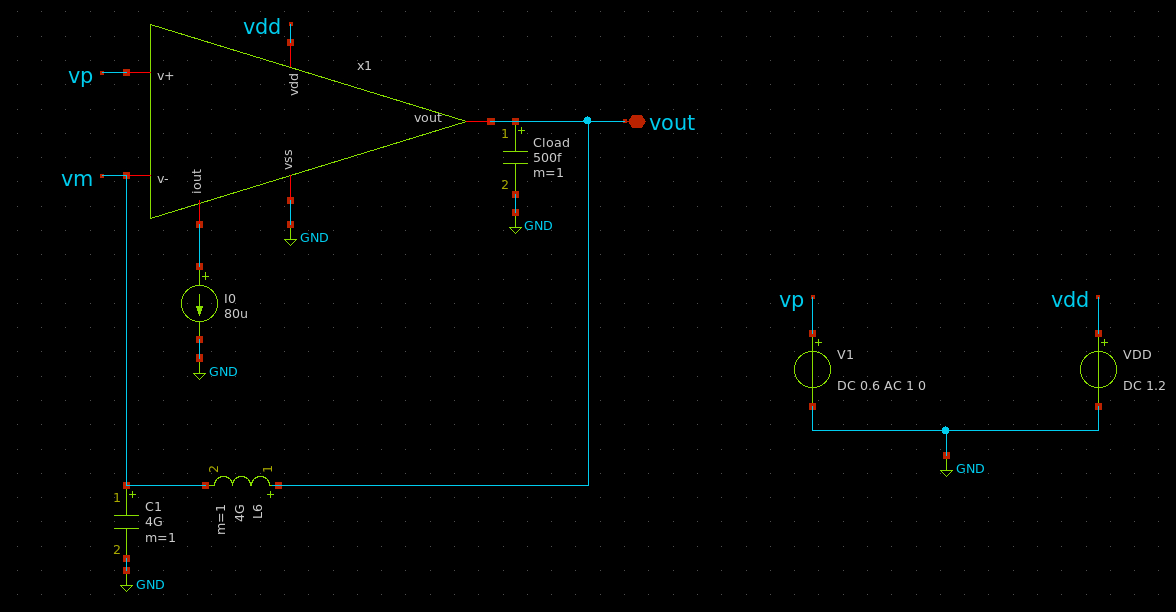 vdd
vp
v+
vdd
x1
vout
vout
1
+
Cload
500f
m=1
2
GND
vm
v-
iout
vss
GND
+
I0
80u
GND
vp
+
V1
DC 0.6 AC 1 0
vdd
+
VDD
DC 1.2
GND
2
1
+
m=1
4G
L6
1
+
C1
4G
m=1
2
GND